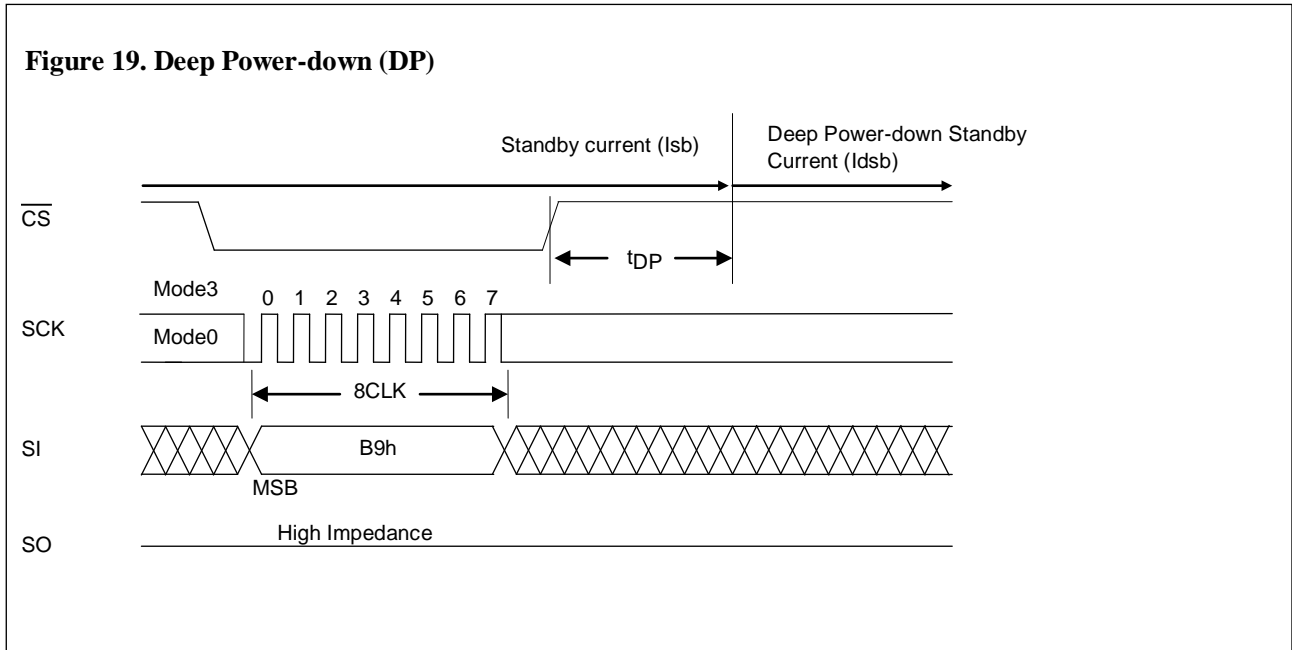 Figure 19. Deep Power-down (DP)
Standby current (Isb)
Deep Power-down Standby
Current (Idsb)
CS
tDP
Mode3
0 1 2 3 4 5 6 7
SCK
Mode0
8CLK
SI
B9h
MSB
High Impedance
SO